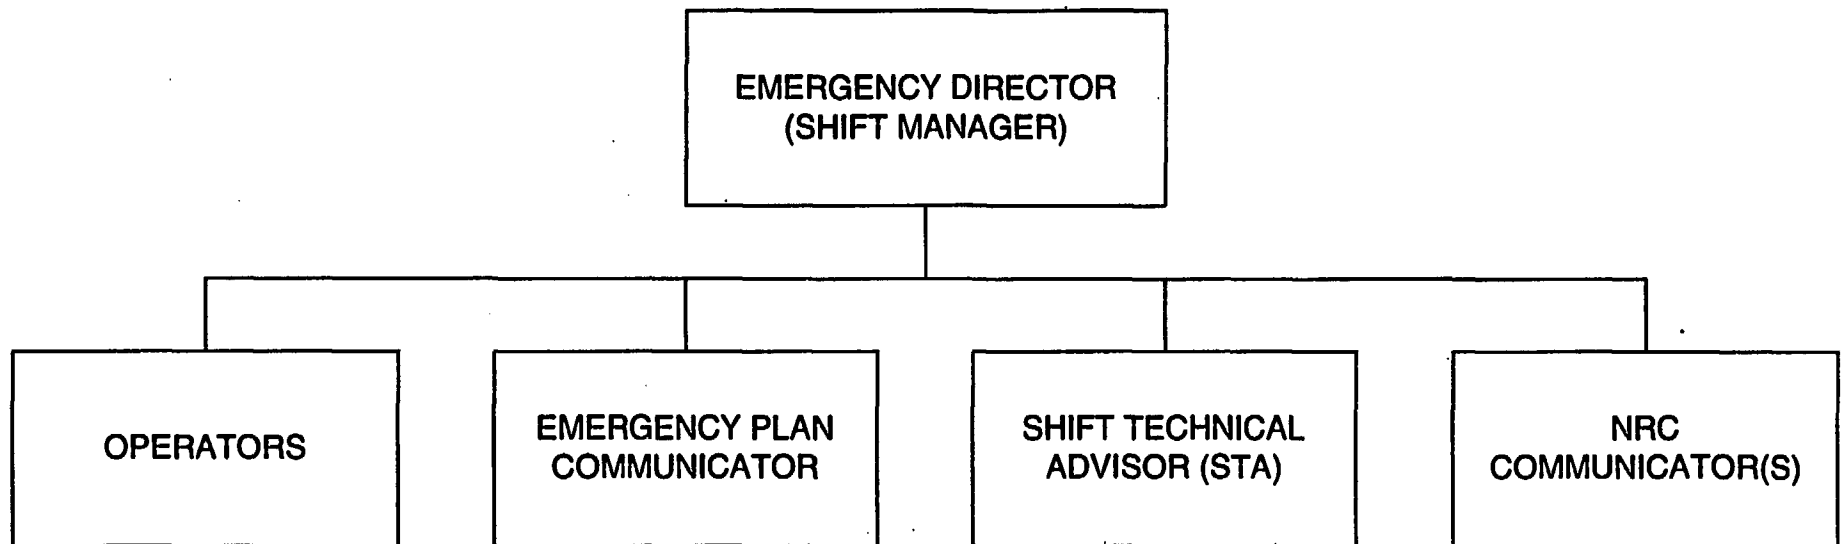 EMERGENCY DIRECTOR
(SHIFT MANAGER)
OPERATORS
EMERGENCY PLAN
COMMUNICATOR
SHIFT TECHNICAL
ADVISOR (STA)
NRC
COMMUNICATOR(S)